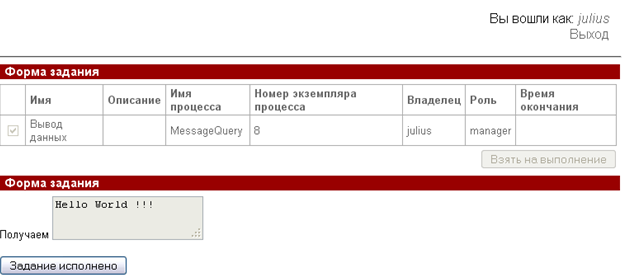 Вы вошли как: julius
Выход
Форма задания
Имя Описание Имя процесса Номер экземпляра процесса Владелец Роль Время окончания
Вывод данных MessageQuery 8 julius manager
Взять на выполнение
Форма задания
Hello World !!!
Получаем
Задание исполнено